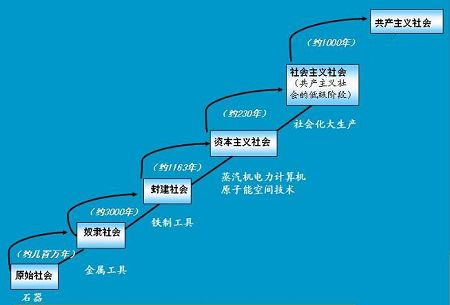 共产主义社会
(约1000年)
社会主义社会
(共产主义社
会的低级阶段)
(约230年)
社会化大生产
资本主义社会
(约1163年)
蒸汽机电力计算机
原子能空间技术
封建社会
(约3000年)
铁制工具
奴隶社会
(约几百万年)
金属工具
原始社会
石器